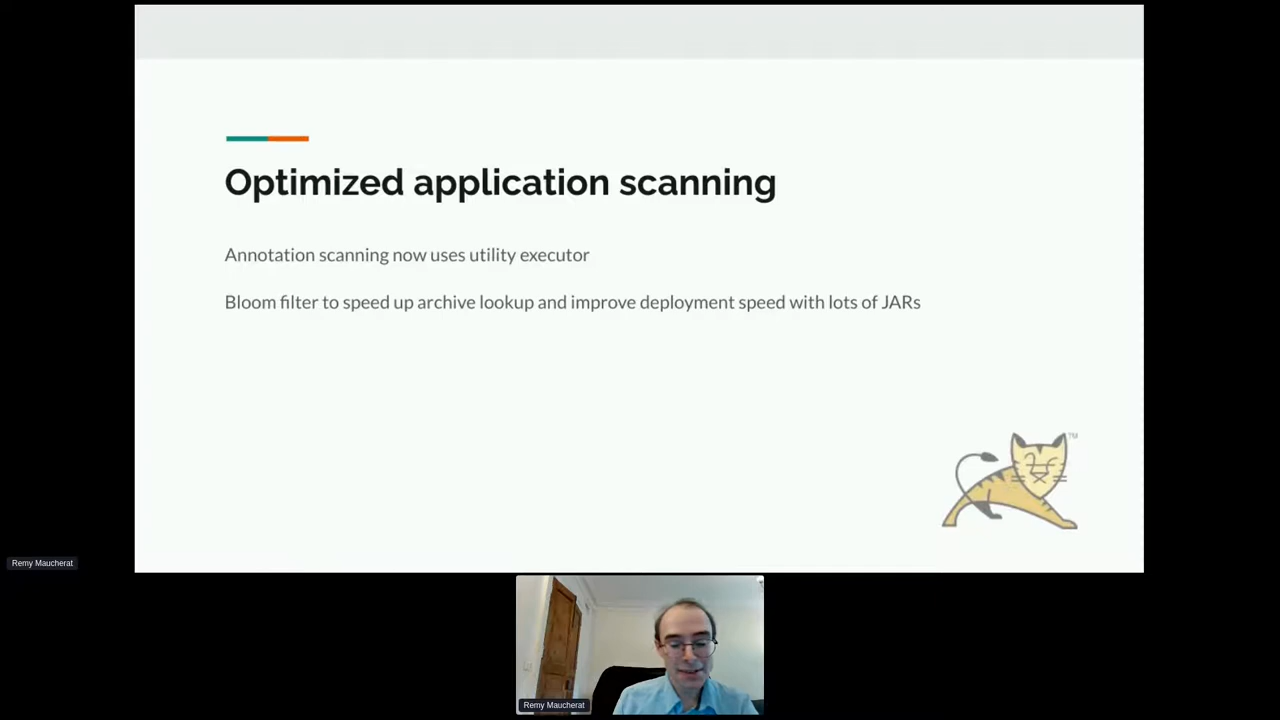 Optimized application scanning
Annotation scanning now uses utility executor
Bloom filter to speed up archive lookup and improve deployment speed with lots of JARs
TM
Remy Maucherat
Remy Maucherat